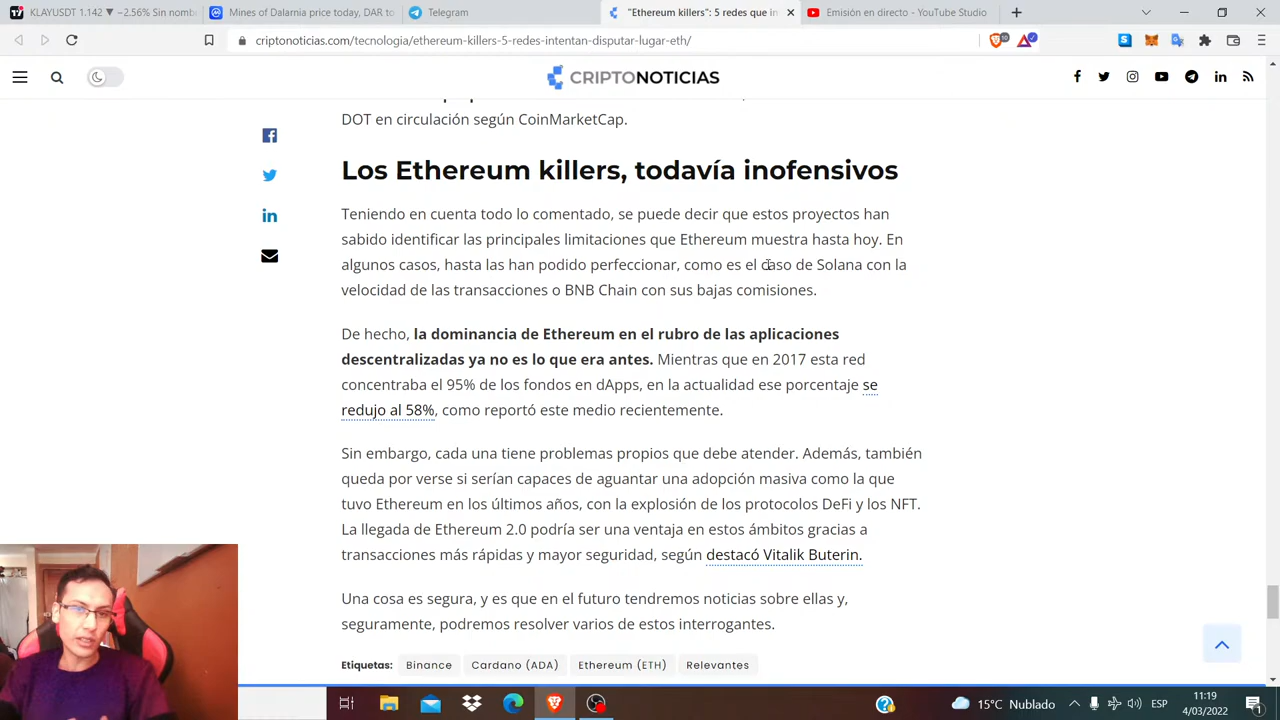 KLAYUSD 1.142 ▼ −2.56% Sin nomb
Mines of Dalarnia price today, DAR to
Telegram
"Ethereum killers": 5 redes que in
Emisión en directo - YouTube Studio
criptonoticias.com/tecnologia/ethereum-killers-5-redes-intentan-disputar-lugar-eth/
CRIPTONOTICIAS
DOT en circulación según CoinMarketCap.
Los Ethereum killers, todavía inofensivos
Teniendo en cuenta todo lo comentado, se puede decir que estos proyectos han
sabido identificar las principales limitaciones que Ethereum muestra hasta hoy. En
algunos casos, hasta las han podido perfeccionar, como es el caso de Solana con la
velocidad de las transacciones o BNB Chain con sus bajas comisiones.
De hecho, la dominancia de Ethereum en el rubro de las aplicaciones
descentralizadas ya no es lo que era antes. Mientras que en 2017 esta red
concentraba el 95% de los fondos en dApps, en la actualidad ese porcentaje se
redujo al 58%, como reportó este medio recientemente.
Sin embargo, cada una tiene problemas propios que debe atender. Además, también
queda por verse si serían capaces de aguantar una adopción masiva como la que
tuvo Ethereum en los últimos años, con la explosión de los protocolos DeFi y los NFT.
La llegada de Ethereum 2.0 podría ser una ventaja en estos ámbitos gracias a
transacciones más rápidas y mayor seguridad, según destacó Vitalik Buterin.
Una cosa es segura, y es que en el futuro tendremos noticias sobre ellas y,
seguramente, podremos resolver varios de estos interrogantes.
Etiquetas: Binance Cardano (ADA) Ethereum (ETH) Relevantes
15°C Nublado
ESP
11:19
4/03/2022